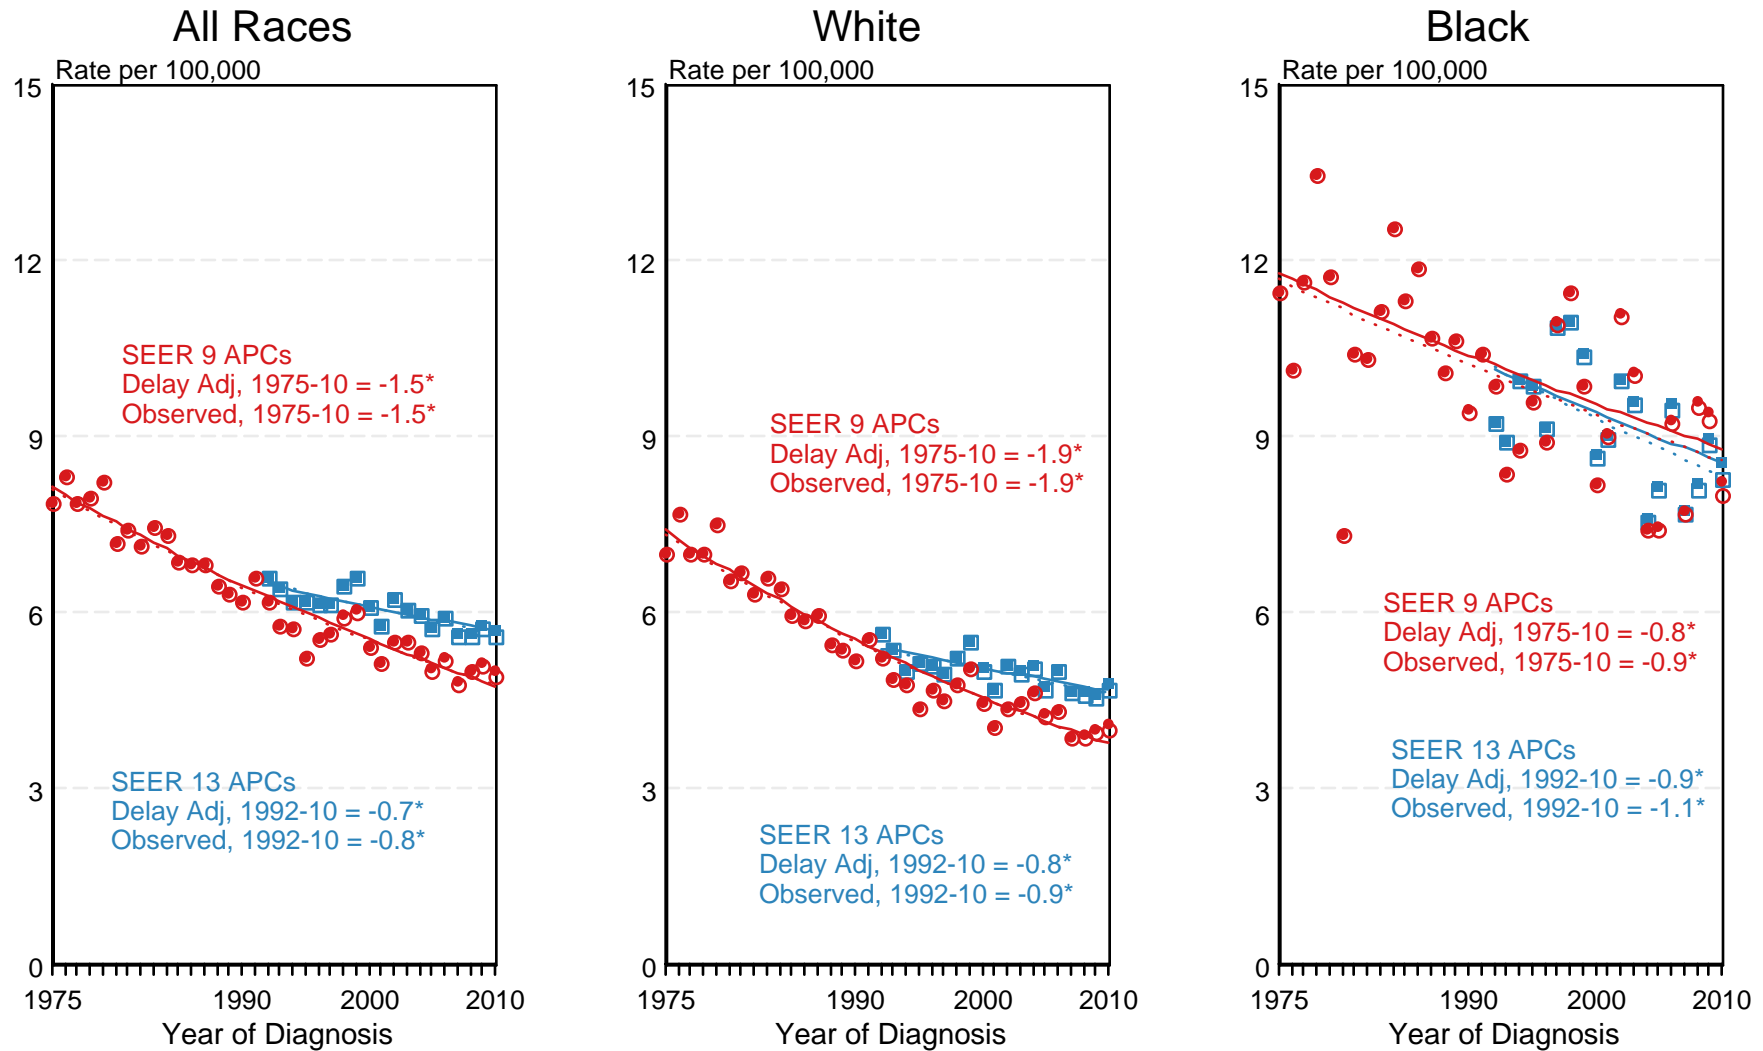 All Races
Rate per 100,000
15
12
9
6
3
0
SEER 9 APCs
Delay Adj, 1975-10 = -1.5*
Observed, 1975-10 = -1.5*
SEER 13 APCs
Delay Adj, 1992-10 = -0.7*
Observed, 1992-10 = -0.8*
1975 1990 2000 2010
Year of Diagnosis
White
Rate per 100,000
15
12
9
6
3
0
SEER 9 APCs
Delay Adj, 1975-10 = -1.9*
Observed, 1975-10 = -1.9*
SEER 13 APCs
Delay Adj, 1992-10 = -0.8*
Observed, 1992-10 = -0.9*
1975 1990 2000 2010
Year of Diagnosis
Black
Rate per 100,000
15
12
9
6
3
0
SEER 9 APCs
Delay Adj, 1975-10 = -0.8*
Observed, 1975-10 = -0.9*
SEER 13 APCs
Delay Adj, 1992-10 = -0.9*
Observed, 1992-10 = -1.1*
1975 1990 2000 2010
Year of Diagnosis